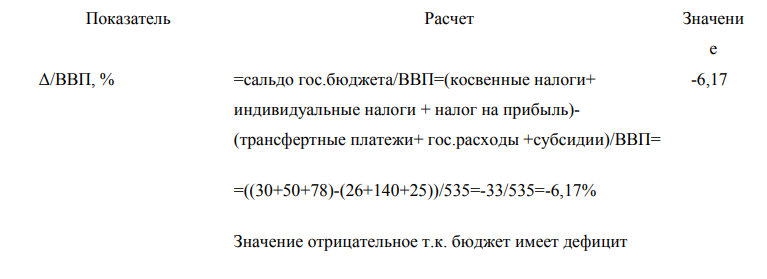 Показатель Расчет Значени
е
Δ/ВВП, % =сальдо гос.бюджета/ВВП=(косвенные налоги+ -6,17
индивидуальные налоги + налог на прибыль)-
(трансфертные платежи+ гос.расходы +субсидии)/ВВП=
=((30+50+78)-(26+140+25))/535=-33/535=-6,17%
Значение отрицательное т.к. бюджет имеет дефицит